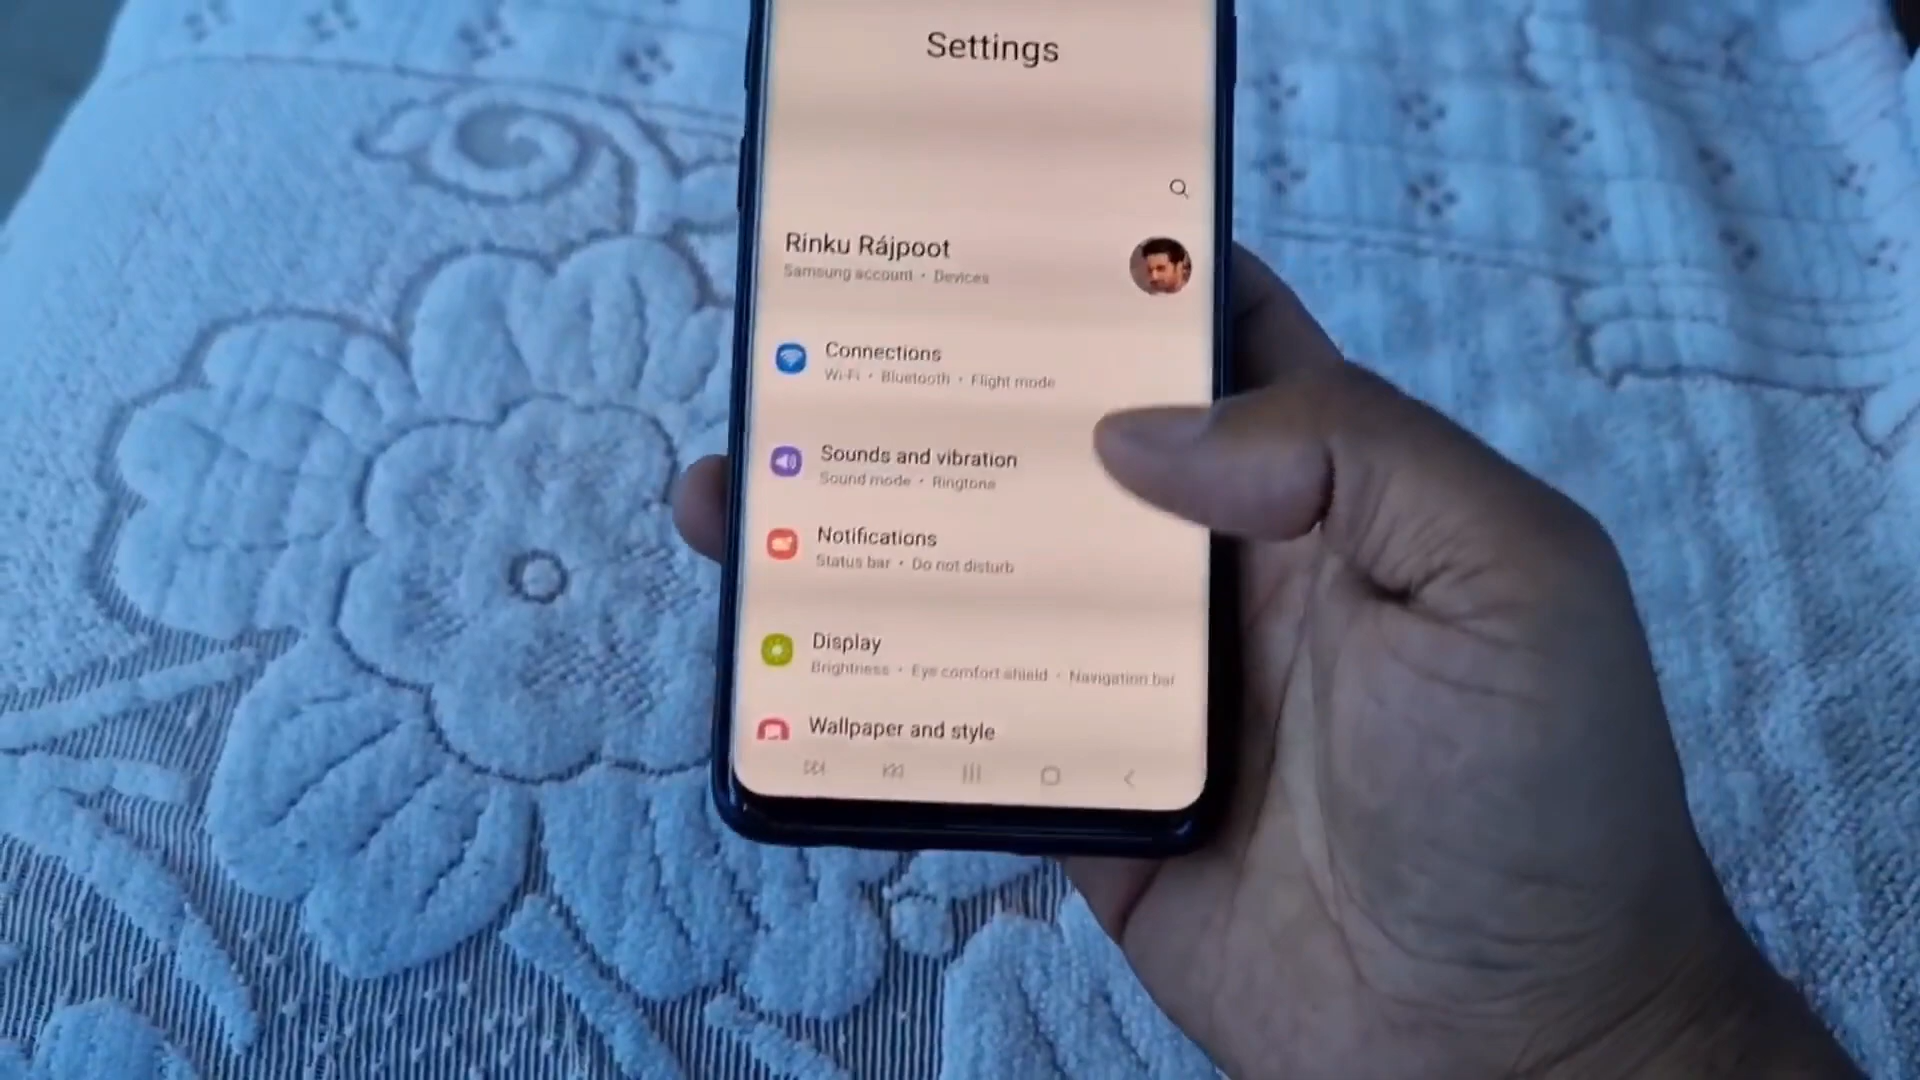 Settings
Rinku Rájpoot
Samsung account • Devices
Connections
Wi-Fi • Bluetooth • Flight mode
Sounds and vibration
Sound mode • Ringtone
Notifications
Status bar • Do not disturb
Display
Brightness • Eye comfort shield • Navigation bar
Wallpaper and style